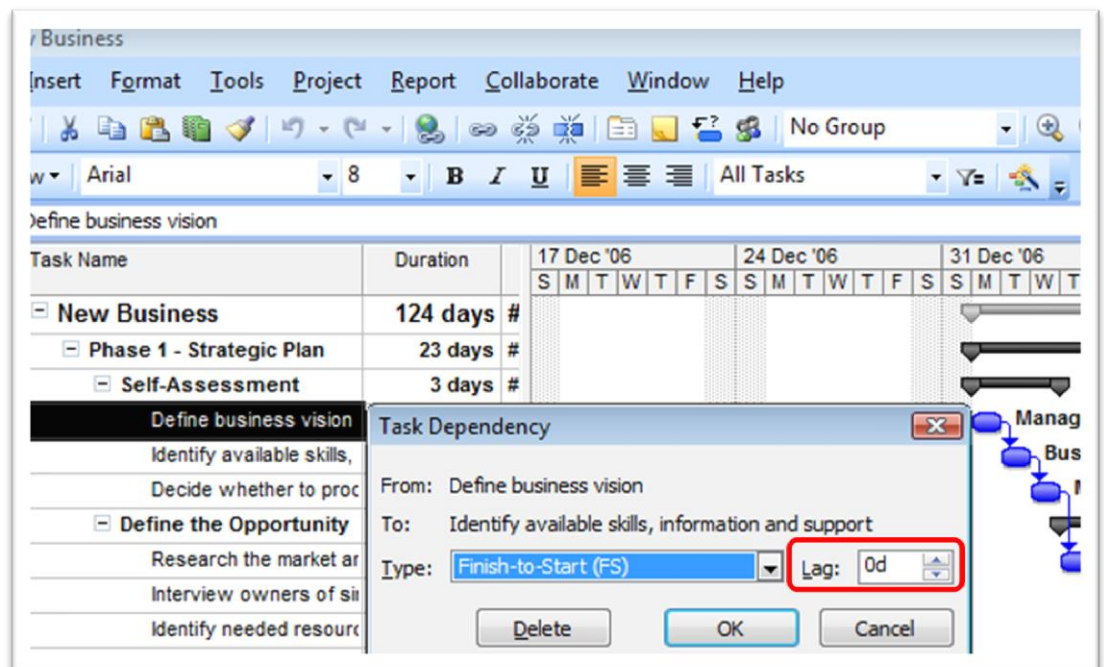 Business
Insert Format Tools Project Report Collaborate Window Help
No Group
Arial 8 B I U All Tasks
Define business vision
Task Name Duration 17 Dec '06 24 Dec '06 31 Dec '06
S M T W T F S S M T W T F S S M T W T
New Business 124 days #
Phase 1 - Strategic Plan 23 days #
Self-Assessment 3 days #
Define business vision Manag
Identify available skills, Bus
Decide whether to proc
Define the Opportunity
Research the market ar
Interview owners of sir
Identify needed resourc
Task Dependency
From: Define business vision
To: Identify available skills, information and support
Type: Finish-to-Start (FS) Lag: 0d
Delete OK Cancel